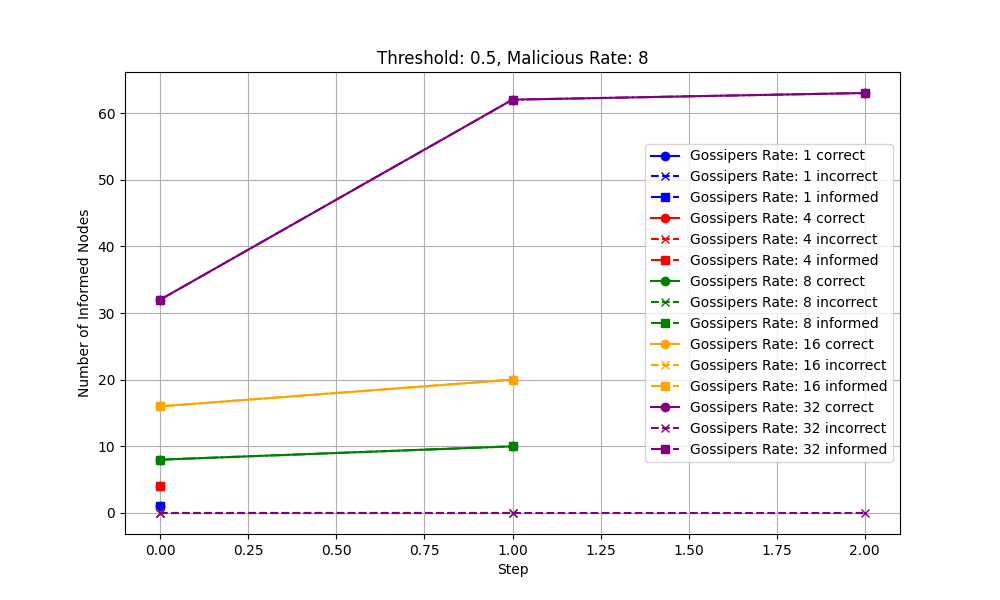 Threshold: 0.5, Malicious Rate: 8
Number of Informed Nodes
60
50
40
30
20
10
0
Gossipers Rate: 1 correct
Gossipers Rate: 1 incorrect
Gossipers Rate: 1 informed
Gossipers Rate: 4 correct
Gossipers Rate: 4 incorrect
Gossipers Rate: 4 informed
Gossipers Rate: 8 correct
Gossipers Rate: 8 incorrect
Gossipers Rate: 8 informed
Gossipers Rate: 16 correct
Gossipers Rate: 16 incorrect
Gossipers Rate: 16 informed
Gossipers Rate: 32 correct
Gossipers Rate: 32 incorrect
Gossipers Rate: 32 informed
0.00 0.25 0.50 0.75 1.00 1.25 1.50 1.75 2.00
Step